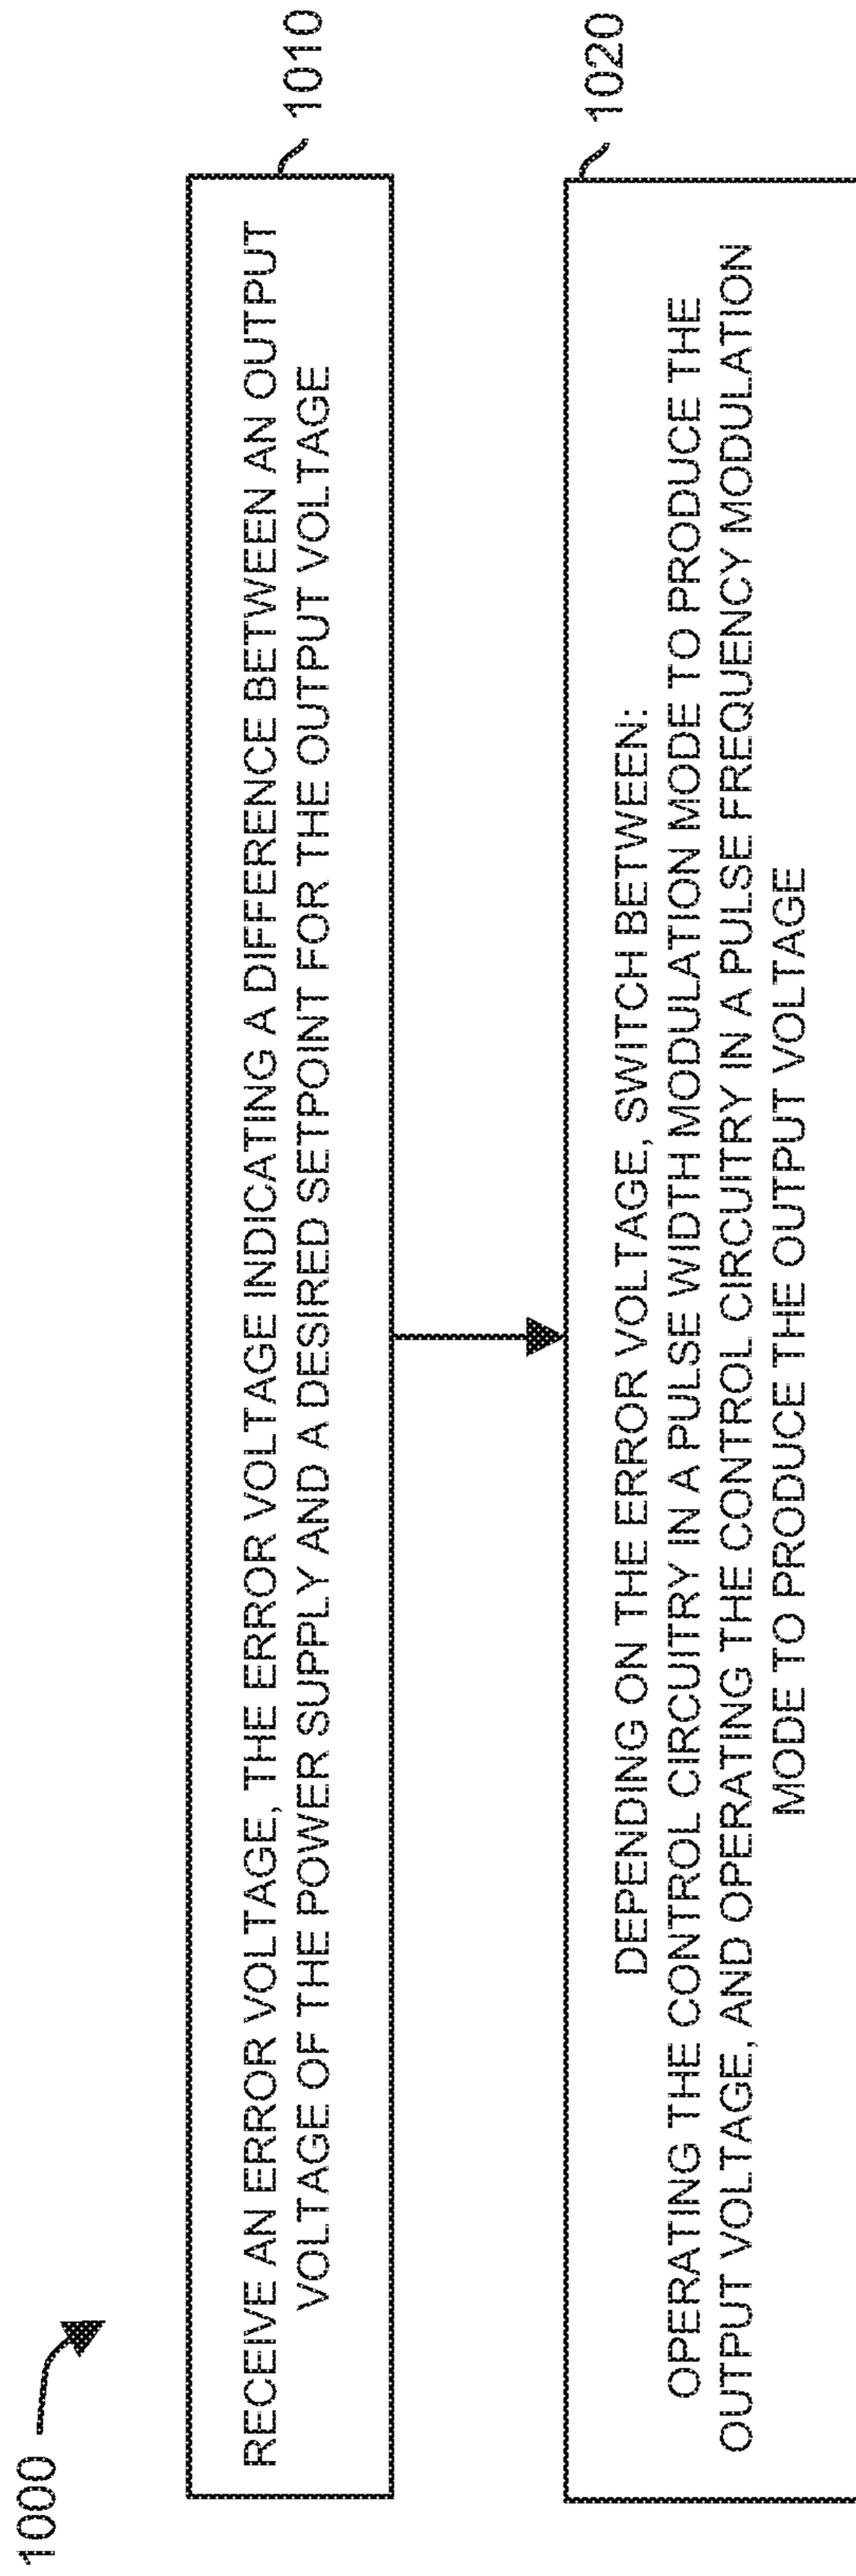 1000
RECEIVE AN ERROR VOLTAGE, THE ERROR VOLTAGE INDICATING A DIFFERENCE BETWEEN AN OUTPUT
VOLTAGE OF THE POWER SUPPLY AND A DESIRED SETPOINT FOR THE OUTPUT VOLTAGE
1010
DEPENDING ON THE ERROR VOLTAGE, SWITCH BETWEEN:
OPERATING THE CONTROL CIRCUITRY IN A PULSE WIDTH MODULATION MODE TO PRODUCE THE
OUTPUT VOLTAGE, AND OPERATING THE CONTROL CIRCUITRY IN A PULSE FREQUENCY MODULATION
MODE TO PRODUCE THE OUTPUT VOLTAGE
1020